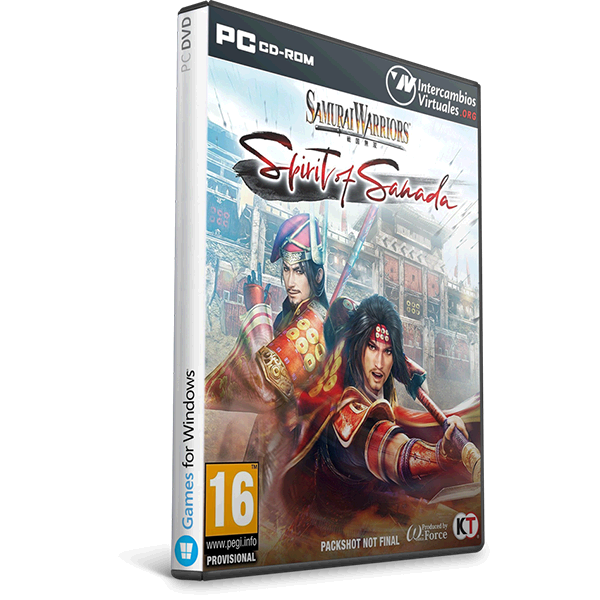 PC DVD
Games for Windows
PC CD-ROM
Intercambios
Virtuales.ORG
SAMURAI WARRIORS
Spirit of Sanada
16
TM
www.pegi.info
PROVISIONAL
PACKSHOT NOT FINAL
Produced by
ω-Force
KT